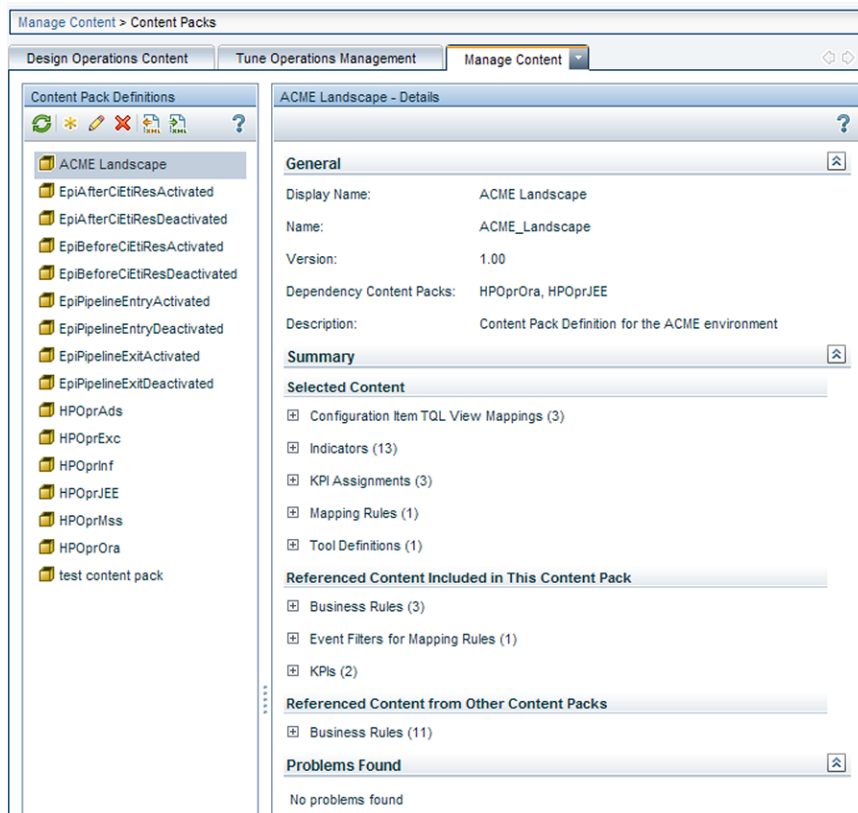 Manage Content > Content Packs
Design Operations Content
Tune Operations Management
Manage Content
Content Pack Definitions
XML
XML
?
ACME Landscape
EpiAfterCiEtiResActivated
EpiAfterCiEtiResDeactivated
EpiBeforeCiEtiResActivated
EpiBeforeCiEtiResDeactivated
EpiPipelineEntryActivated
EpiPipelineEntryDeactivated
EpiPipelineExitActivated
EpiPipelineExitDeactivated
HPOprAds
HPOprExc
HPOprInf
HPOprJEE
HPOprMss
HPOprOra
test content pack
ACME Landscape - Details
?
General
Display Name: ACME Landscape
Name: ACME_Landscape
Version: 1.00
Dependency Content Packs: HPOprOra, HPOprJEE
Description: Content Pack Definition for the ACME environment
Summary
Selected Content
Configuration Item TQL View Mappings (3)
Indicators (13)
KPI Assignments (3)
Mapping Rules (1)
Tool Definitions (1)
Referenced Content Included in This Content Pack
Business Rules (3)
Event Filters for Mapping Rules (1)
KPIs (2)
Referenced Content from Other Content Packs
Business Rules (11)
Problems Found
No problems found